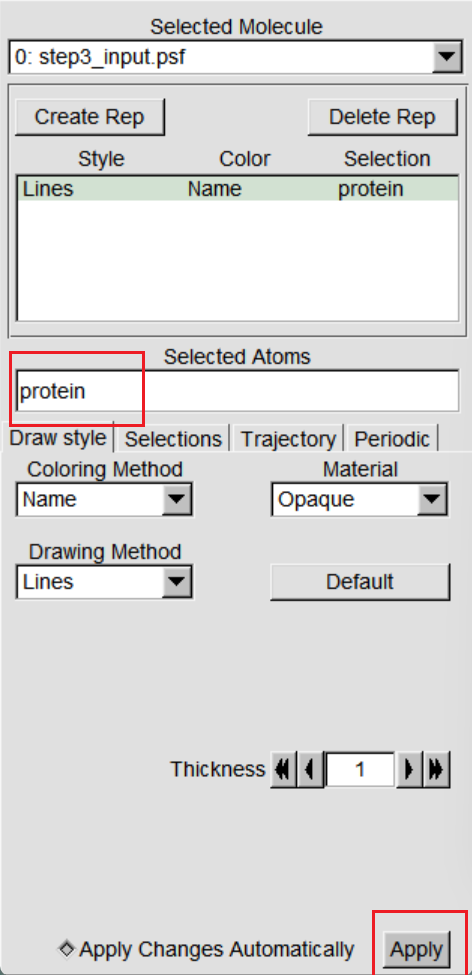 Selected Molecule
0: step3_input.psf
Create Rep Delete Rep
Style Color Selection
Lines Name protein
Selected Atoms
protein
Draw style Selections Trajectory Periodic
Coloring Method Material
Name Opaque
Drawing Method
Lines Default
Thickness 1
Apply Changes Automatically Apply